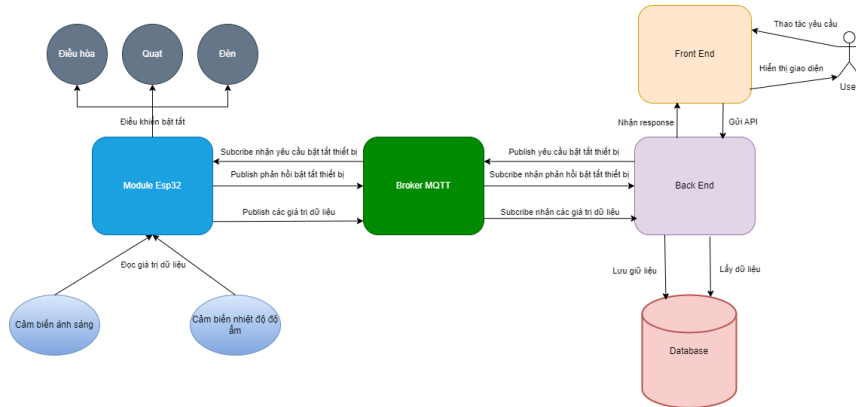 Điều hòa
Quạt
Đèn
Điều khiển bật tắt
Module Esp32
Subcribe nhận yêu cầu bật tắt thiết bị
Publish phản hồi bật tắt thiết bị
Publish các giá trị dữ liệu
Đọc giá trị dữ liệu
Cảm biến ánh sáng
Cảm biến nhiệt độ độ
ẩm
Broker MQTT
Publish yêu cầu bật tắt thiết bị
Subcribe nhận phản hồi bật tắt thiết bị
Subcribe nhận các giá trị dữ liệu
Front End
Thao tác yêu cầu
Hiển thị giao diện
User
Nhận response
Gửi API
Back End
Lưu giữ liệu
Lấy dữ liệu
Database